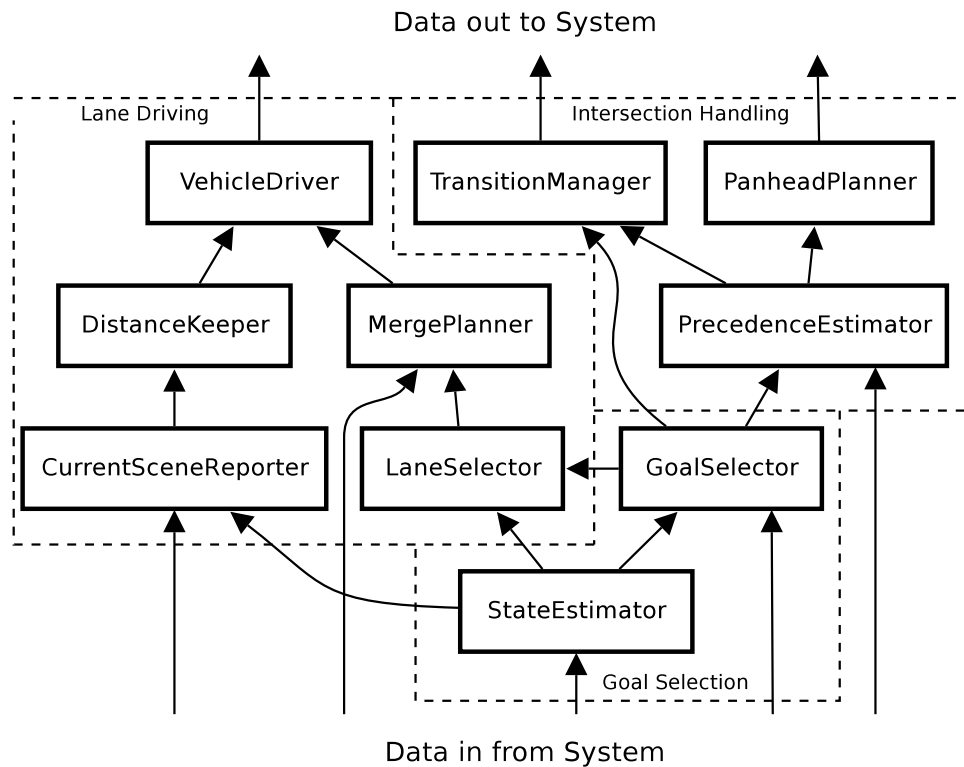 Data out to System
Lane Driving
Intersection Handling
VehicleDriver
TransitionManager
PanheadPlanner
DistanceKeeper
MergePlanner
PrecedenceEstimator
CurrentSceneReporter
LaneSelector
GoalSelector
StateEstimator
Goal Selection
Data in from System